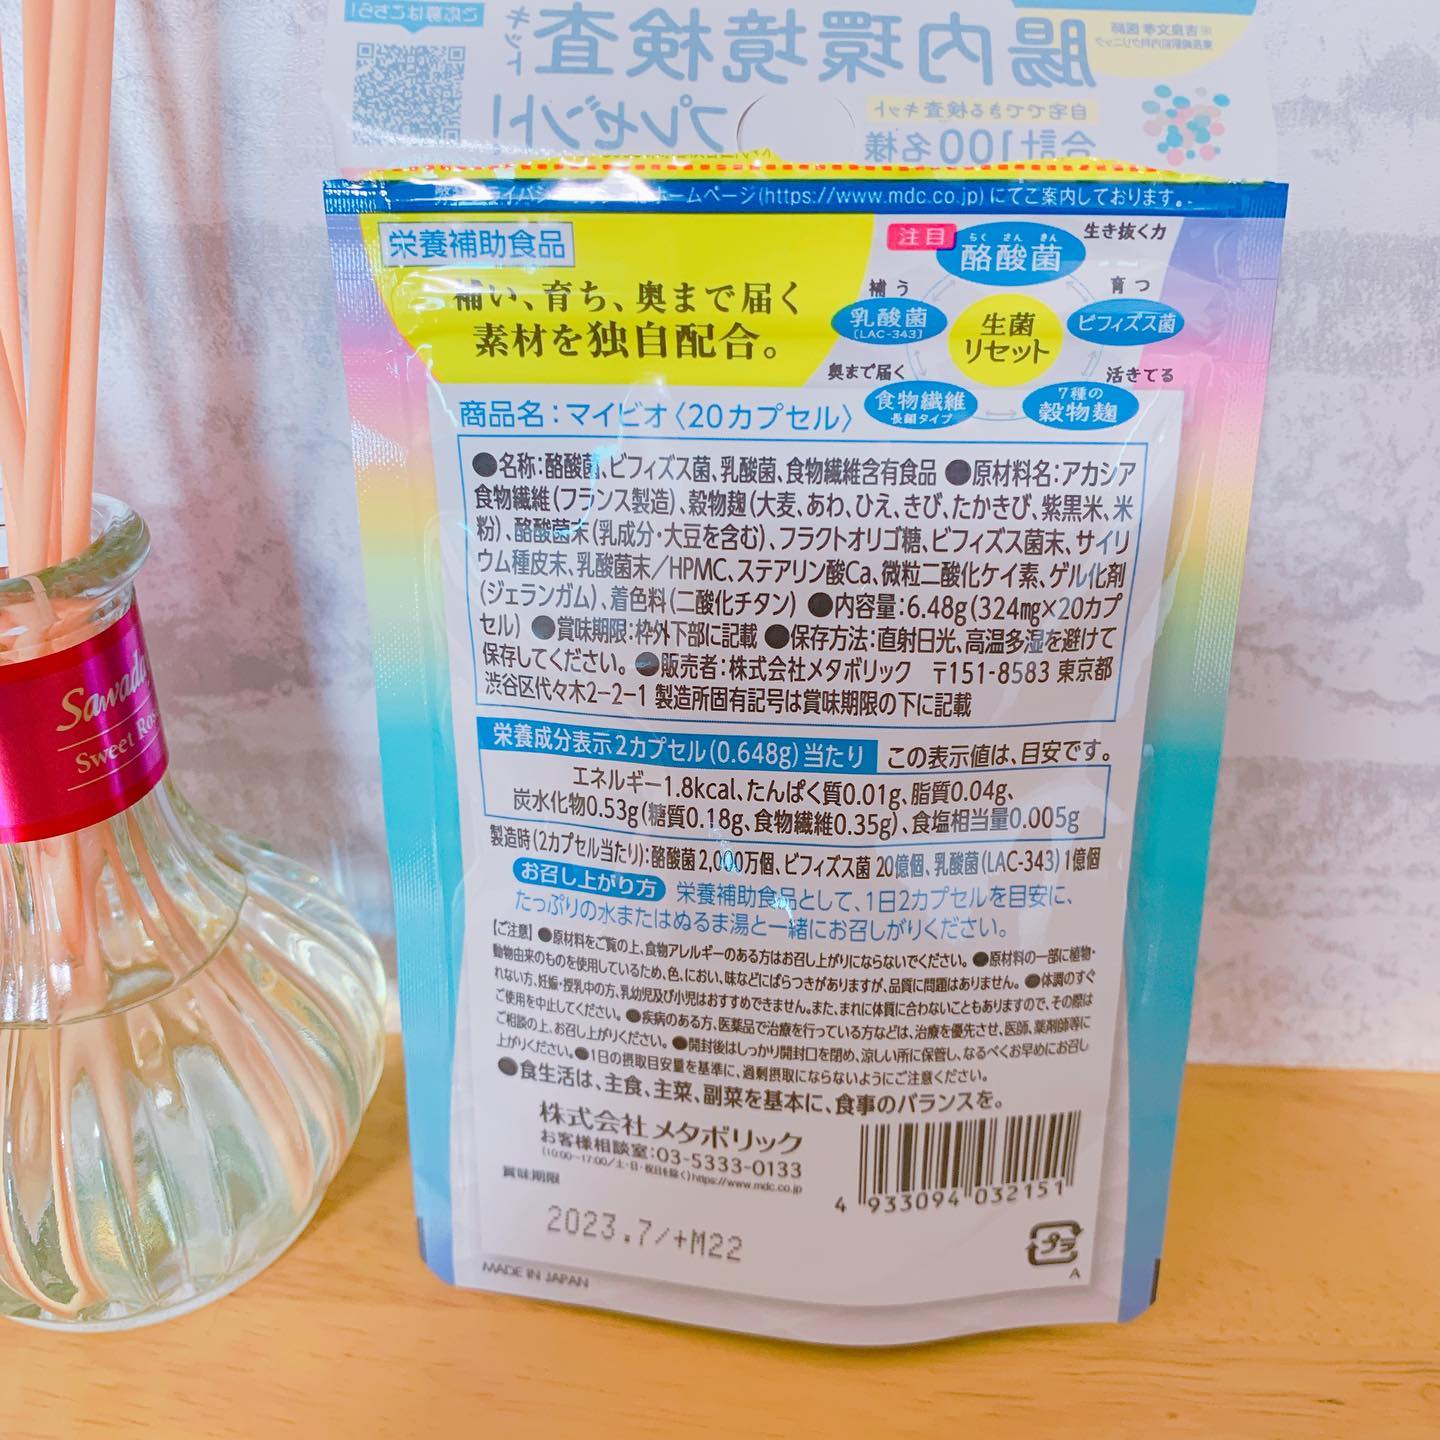 ご応募はこちら!
腸内環境検査
キット
プレゼント!
自宅でできる検査キット
合計100名様
ホームページ(https://www.mdc.co.jp)にてご案内しております。
栄養補助食品
補い、育ち、奥まで届く
素材を独自配合。
注目
らくさんきん
酪酸菌
生き抜く力
補う
乳酸菌
[LAC-343]
生菌
リセット
育つ
ビフィズス菌
奥まで届く
食物繊維
長鎖タイプ
活きてる
7種の
穀物麹
商品名:マイビオ〈20カプセル〉
●名称:酪酸菌、ビフィズス菌、乳酸菌、食物繊維含有食品 ●原材料名:アカシア
食物繊維(フランス製造)、穀物麹(大麦、あわ、ひえ、きび、たかきび、紫黒米、米
粉)、酪酸菌末(乳成分・大豆を含む)、フラクトオリゴ糖、ビフィズス菌末、サイリ
ウム種皮末、乳酸菌末/HPMC、ステアリン酸Ca、微粒二酸化ケイ素、ゲル化剤
(ジェランガム)、着色料(二酸化チタン) ●内容量:6.48g(324mg×20カプ
セル) ●賞味期限:枠外下部に記載 ●保存方法:直射日光、高温多湿を避けて
保存してください。 ●販売者:株式会社メタボリック 〒151-8583 東京都
渋谷区代々木2-2-1 製造所固有記号は賞味期限の下に記載
栄養成分表示2カプセル(0.648g)当たり この表示値は、目安です。
エネルギー1.8kcal、たんぱく質0.01g、脂質0.04g、
炭水化物0.53g(糖質0.18g、食物繊維0.35g)、食塩相当量0.005g
製造時(2カプセル当たり):酪酸菌2,000万個、ビフィズス菌20億個、乳酸菌(LAC-343)1億個
お召し上がり方 栄養補助食品として、1日2カプセルを目安に、
たっぷりの水またはぬるま湯と一緒にお召しがりください。
【ご注意】●原材料をご覧の上、食物アレルギーのある方はお召し上がりにならないでください。 ●原材料の一部に植物・
動物由来のものを使用しているため、色、におい、味などにばらつきがありますが、品質に問題はありません。 ●体調のすぐ
れない方、妊娠・授乳中の方、乳幼児及び小児はおすすめできません。また、まれに体質に合わないこともありますので、その際は
ご使用を中止してください。 ●疾病のある方、医薬品で治療を行っている方などは、治療を優先させ、医師、薬剤師等に
ご相談の上、お召し上がりください。 ●開封後はしっかり開封口を閉め、涼しい所に保管し、なるべくお早めにお召し
上がりください。●1日の摂取目安量を基準に、過剰摂取にならないようにご注意ください。
●食生活は、主食、主菜、副菜を基本に、食事のバランスを。
株式会社メタボリック
お客様相談室:03-5333-0133
(10:00~17:00/土・日・祝日を除く)https://www.mdc.co.jp
賞味期限
2023.7/+M22
MADE IN JAPAN
4 933094 032151
プラ
A
Sawada
Sweet